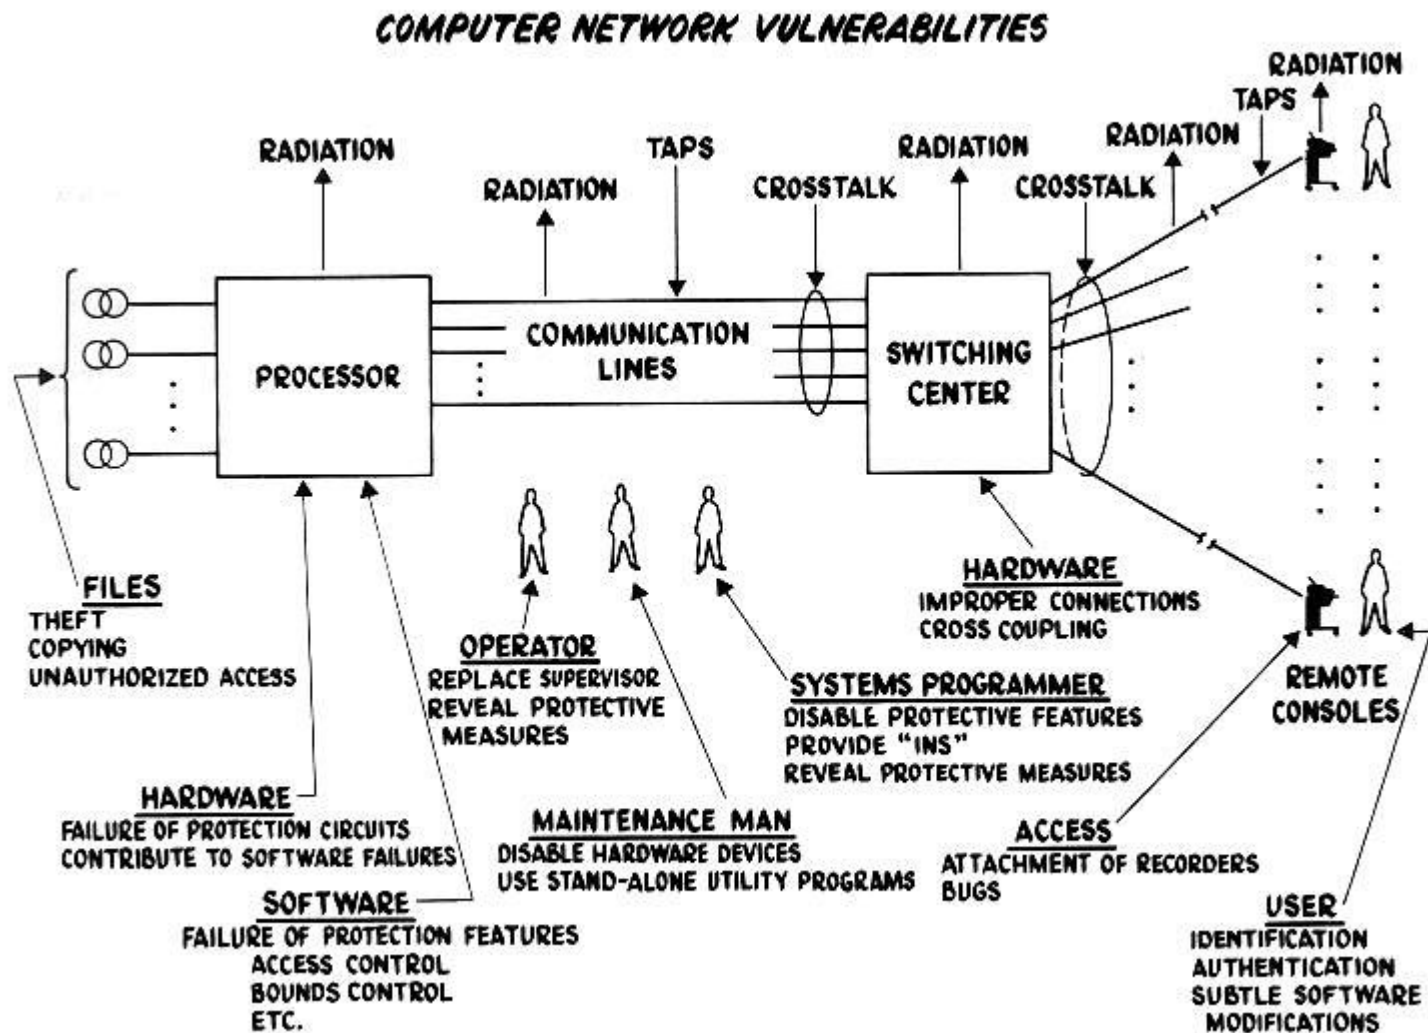 COMPUTER NETWORK VULNERABILITIES
RADIATION
TAPS
RADIATION
RADIATION
TAPS
RADIATION
RADIATION
CROSSTALK
CROSSTALK
RADIATION
COMMUNICATION
LINES
PROCESSOR
SWITCHING
CENTER
FILES
THEFT
COPYING
UNAUTHORIZED ACCESS
OPERATOR
REPLACE SUPERVISOR
REVEAL PROTECTIVE
MEASURES
HARDWARE
IMPROPER CONNECTIONS
CROSS COUPLING
SYSTEMS PROGRAMMER
DISABLE PROTECTIVE FEATURES
PROVIDE "INS"
REVEAL PROTECTIVE MEASURES
REMOTE
CONSOLES
HARDWARE
FAILURE OF PROTECTION CIRCUITS
CONTRIBUTE TO SOFTWARE FAILURES
MAINTENANCE MAN
DISABLE HARDWARE DEVICES
USE STAND-ALONE UTILITY PROGRAMS
ACCESS
ATTACHMENT OF RECORDERS
BUGS
SOFTWARE
FAILURE OF PROTECTION FEATURES
ACCESS CONTROL
BOUNDS CONTROL
ETC.
USER
IDENTIFICATION
AUTHENTICATION
SUBTLE SOFTWARE
MODIFICATIONS